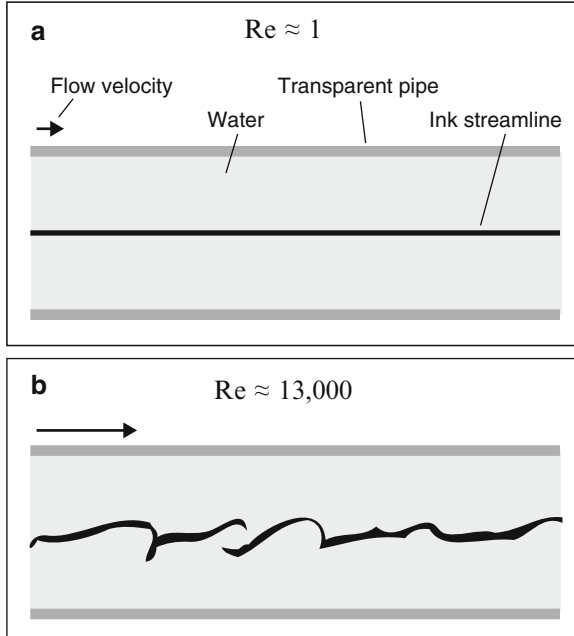 a
Re ≈ 1
Flow velocity
Transparent pipe
Water
Ink streamline
b
Re ≈ 13,000